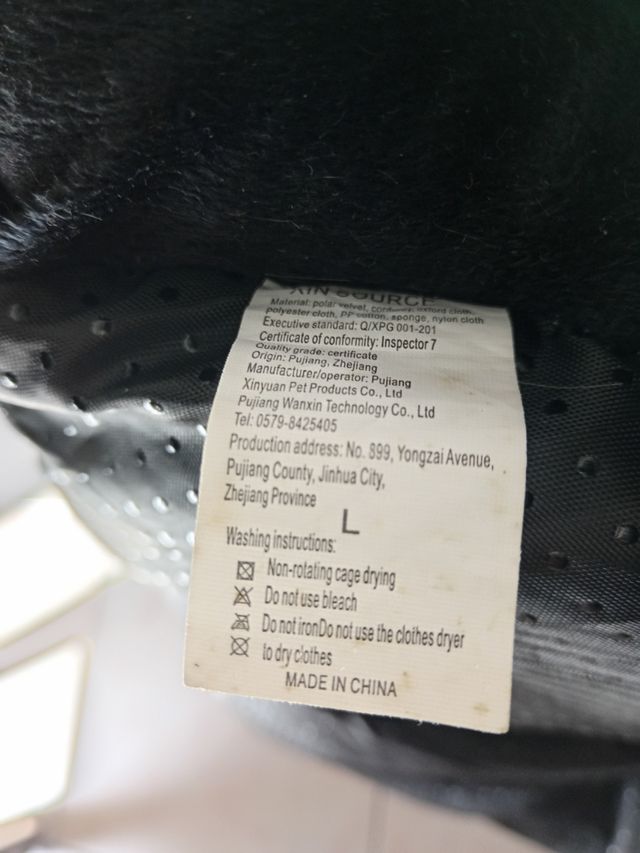 XIN SOURCE
Material: polar velvet, corduroy, oxford cloth,
polyester cloth, PP cotton, sponge, nylon cloth
Executive standard: Q/XPG 001-201
Certificate of conformity: Inspector 7
Quality grade: certificate
Origin: Pujiang, Zhejiang
Manufacturer/operator: Pujiang
Xinyuan Pet Products Co., Ltd
Pujiang Wanxin Technology Co., Ltd
Tel: 0579-8425405
Production address: No. 899, Yongzai Avenue,
Pujiang County, Jinhua City,
Zhejiang Province
L
Washing instructions:
Non-rotating cage drying
Do not use bleach
Do not ironDo not use the clothes dryer
to dry clothes
MADE IN CHINA